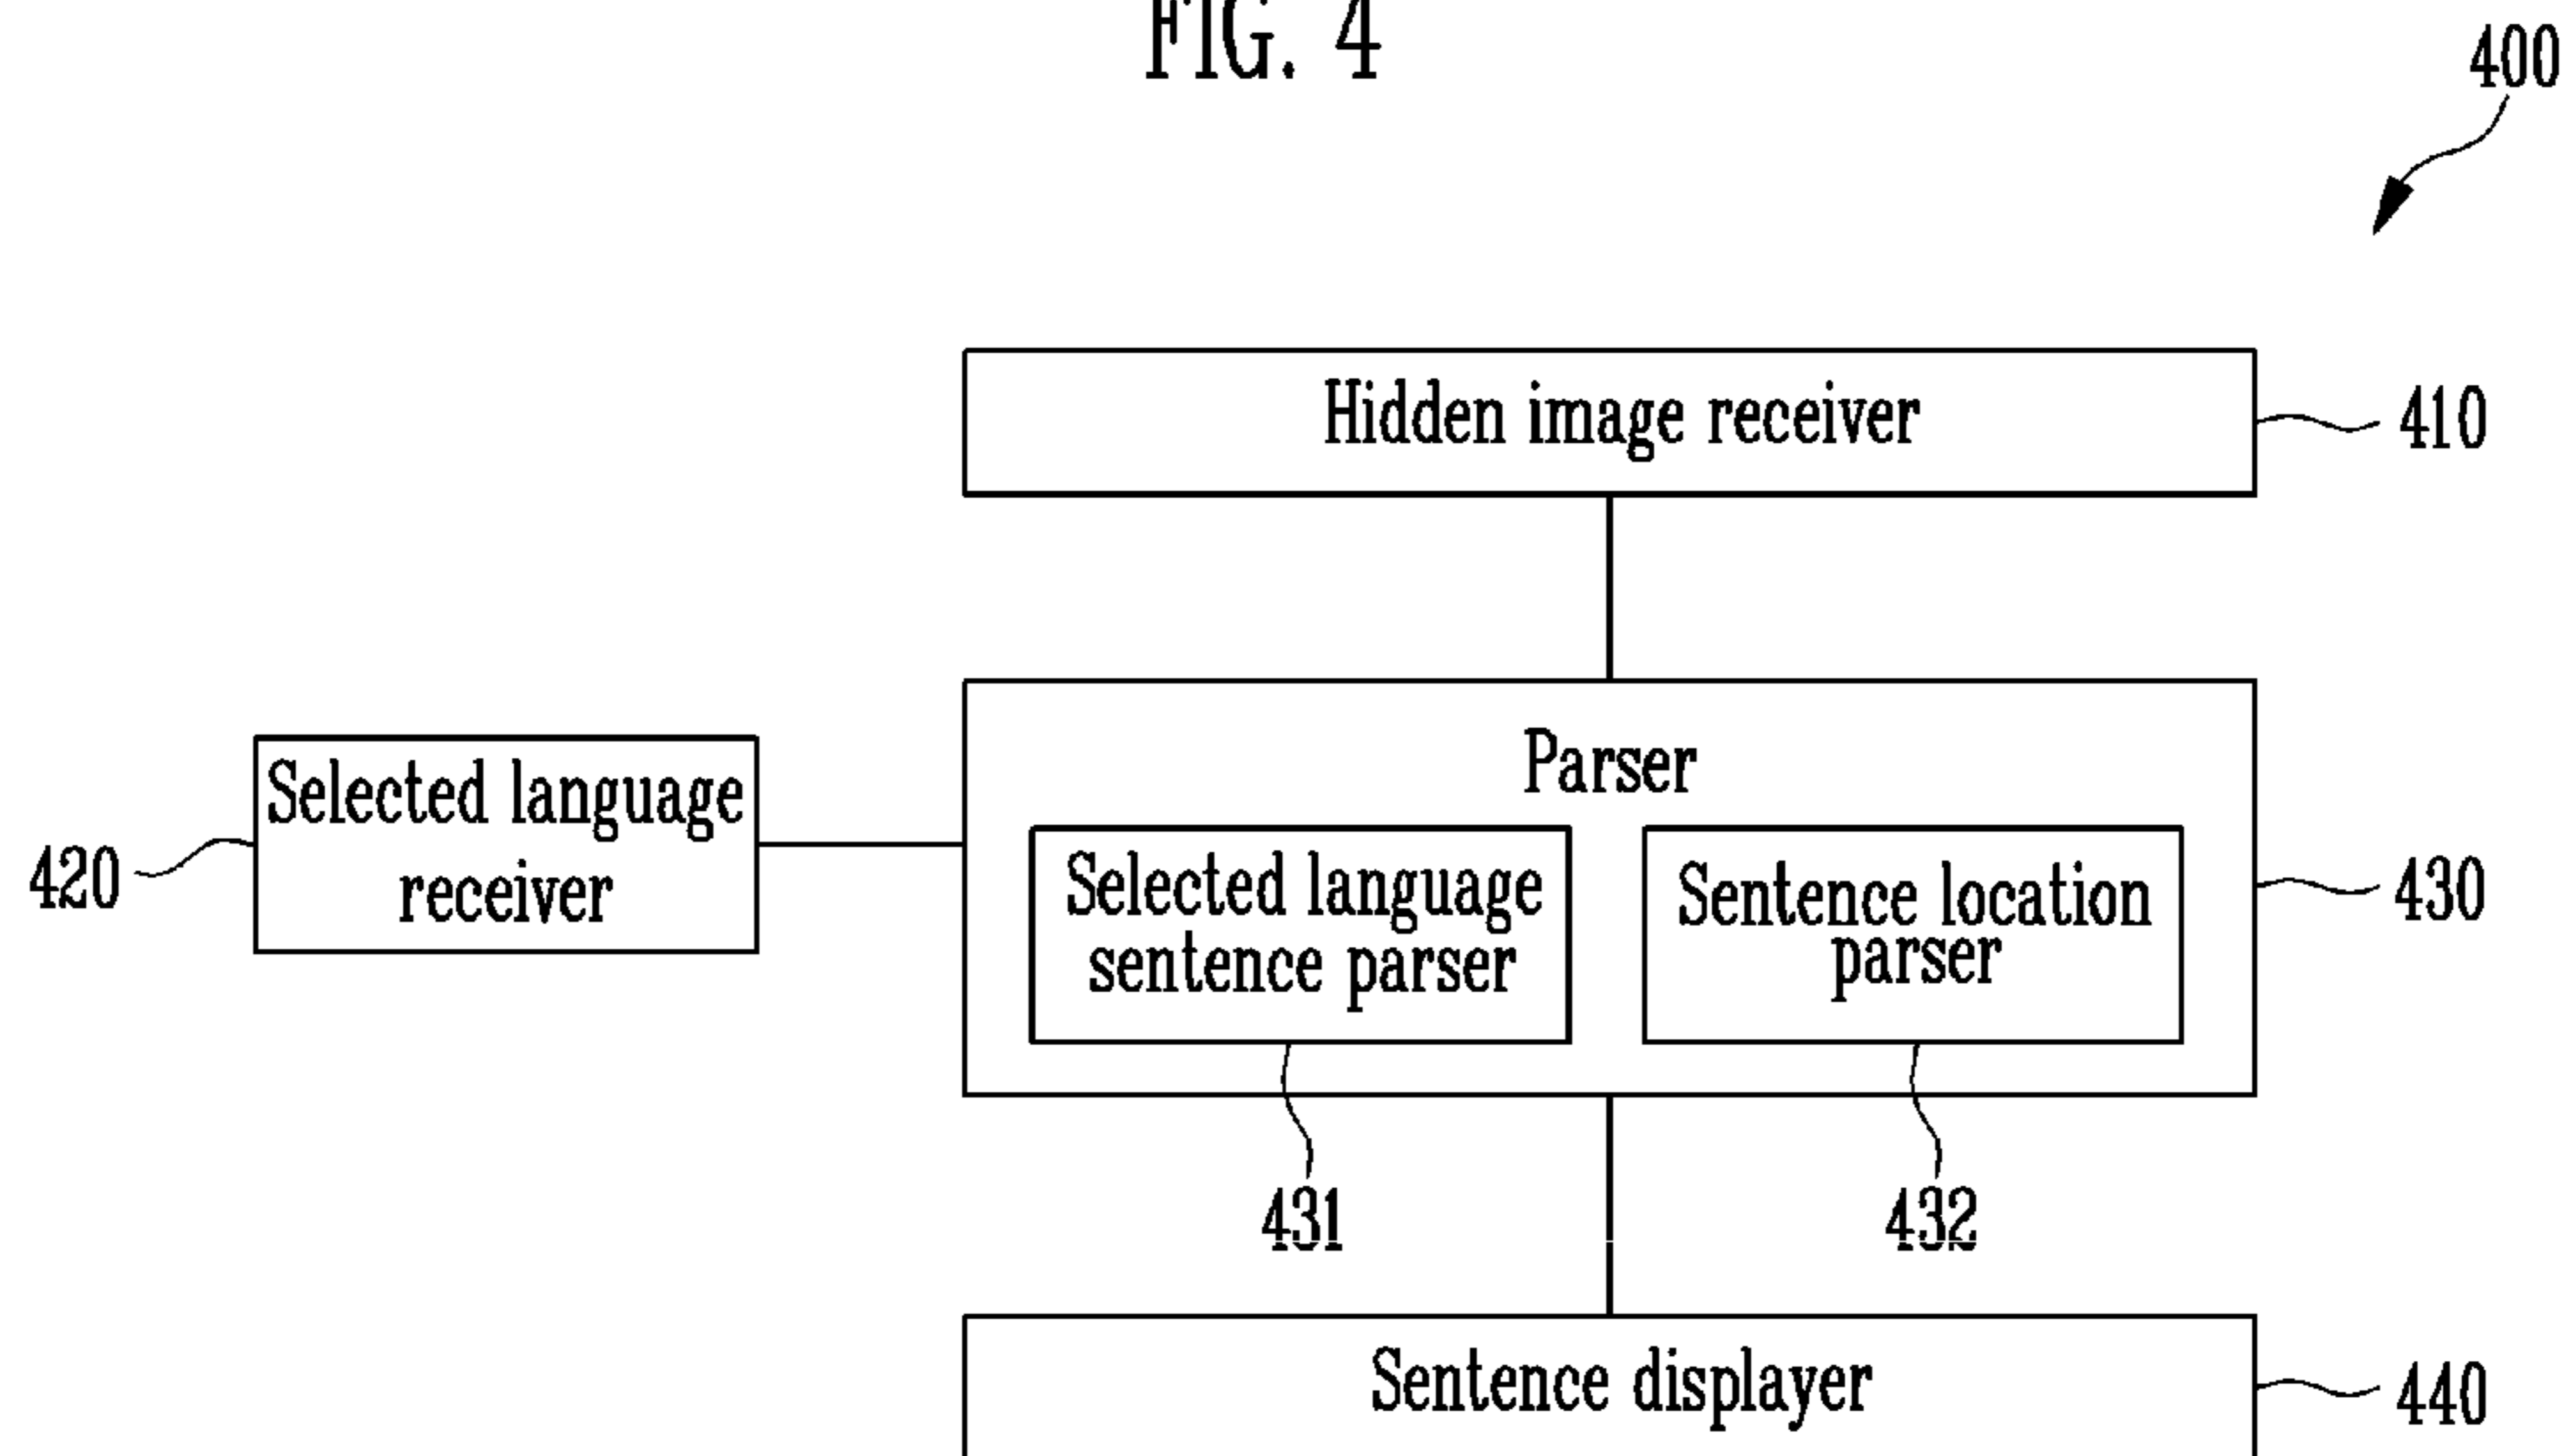 FIG. 4
400
Hidden image receiver
410
Parser
Selected language
receiver
420
Selected language
sentence parser
Sentence location
parser
430
431
432
Sentence displayer
440